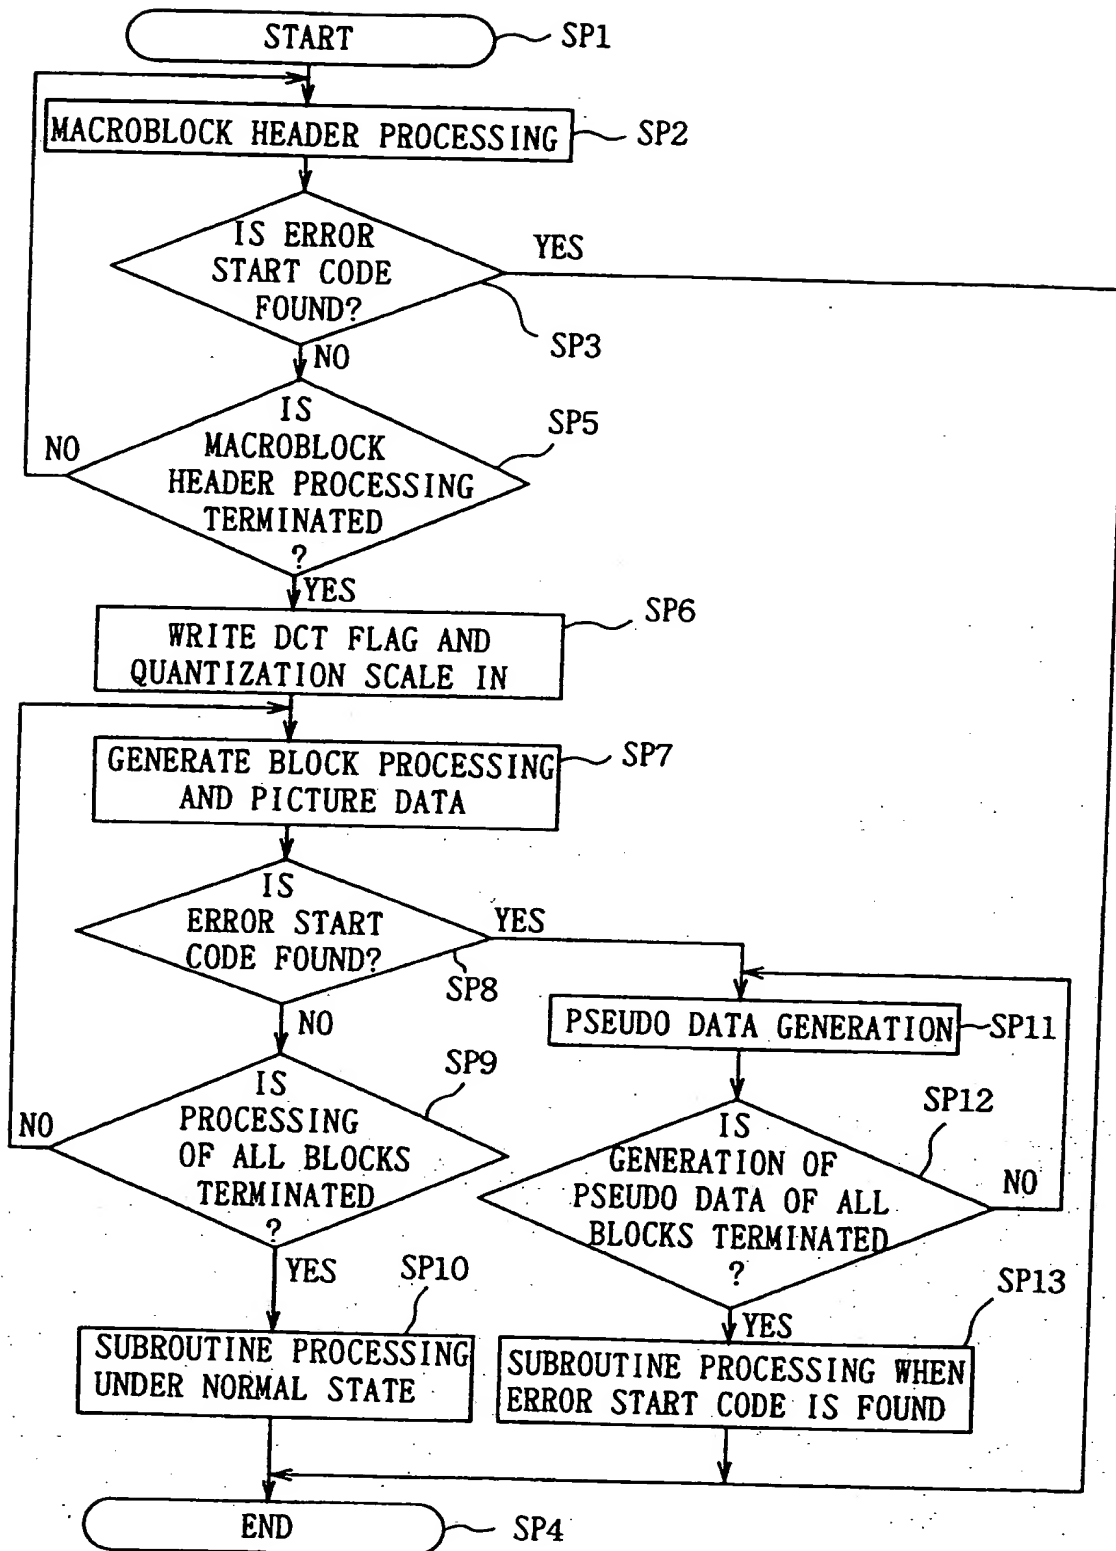 START
SP1
MACROBLOCK HEADER PROCESSING
SP2
IS ERROR
START CODE
FOUND?
YES
SP3
NO
IS
MACROBLOCK
HEADER PROCESSING
TERMINATED
?
SP5
NO
YES
WRITE DCT FLAG AND
QUANTIZATION SCALE IN
SP6
GENERATE BLOCK PROCESSING
AND PICTURE DATA
SP7
IS
ERROR START
CODE FOUND?
YES
SP8
NO
PSEUDO DATA GENERATION
SP11
IS
PROCESSING
OF ALL BLOCKS
TERMINATED
?
SP9
NO
YES
IS
GENERATION OF
PSEUDO DATA OF ALL
BLOCKS TERMINATED
?
SP12
NO
YES
SUBROUTINE PROCESSING
UNDER NORMAL STATE
SP10
SUBROUTINE PROCESSING WHEN
ERROR START CODE IS FOUND
SP13
END
SP4